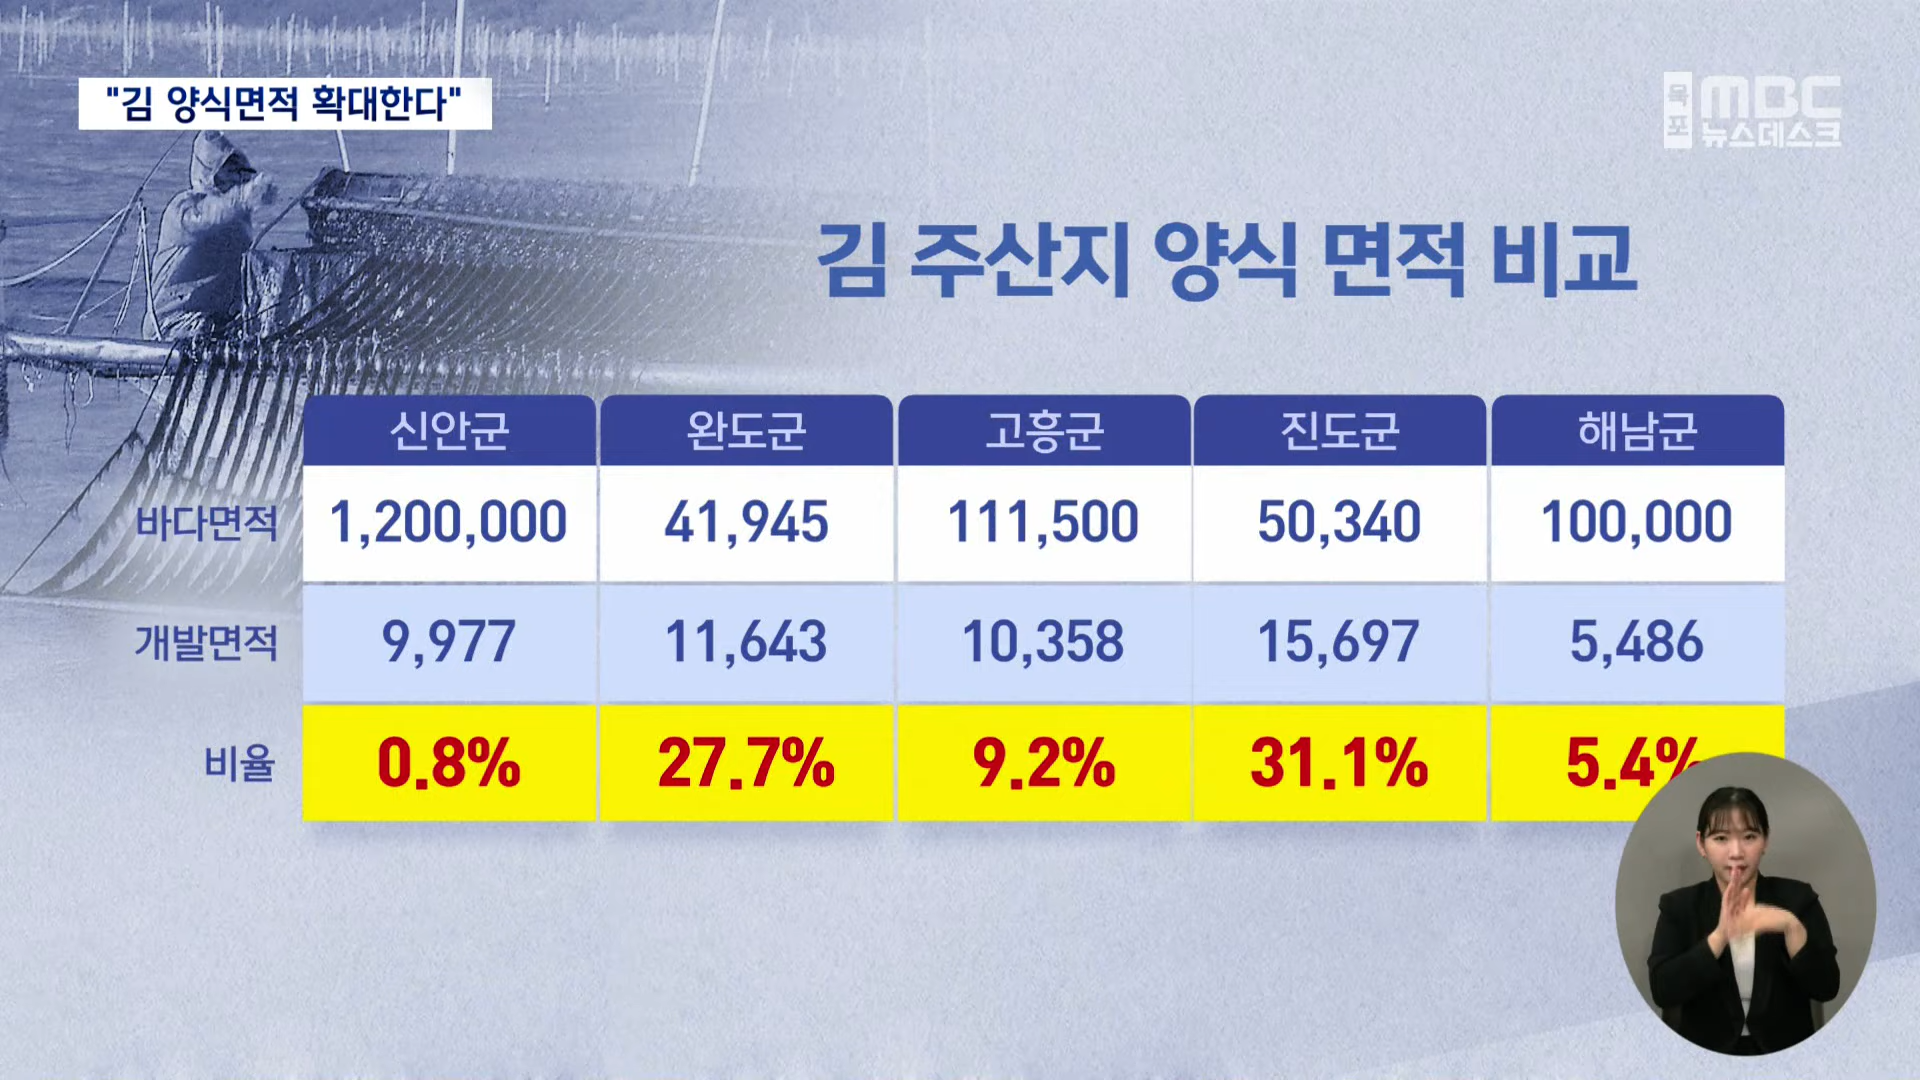 "김 양식면적 확대한다"
목포 MBC 뉴스데스크
김 주산지 양식 면적 비교
신안군 완도군 고흥군 진도군 해남군
바다면적 1,200,000 41,945 111,500 50,340 100,000
개발면적 9,977 11,643 10,358 15,697 5,486
비율 0.8% 27.7% 9.2% 31.1% 5.4%